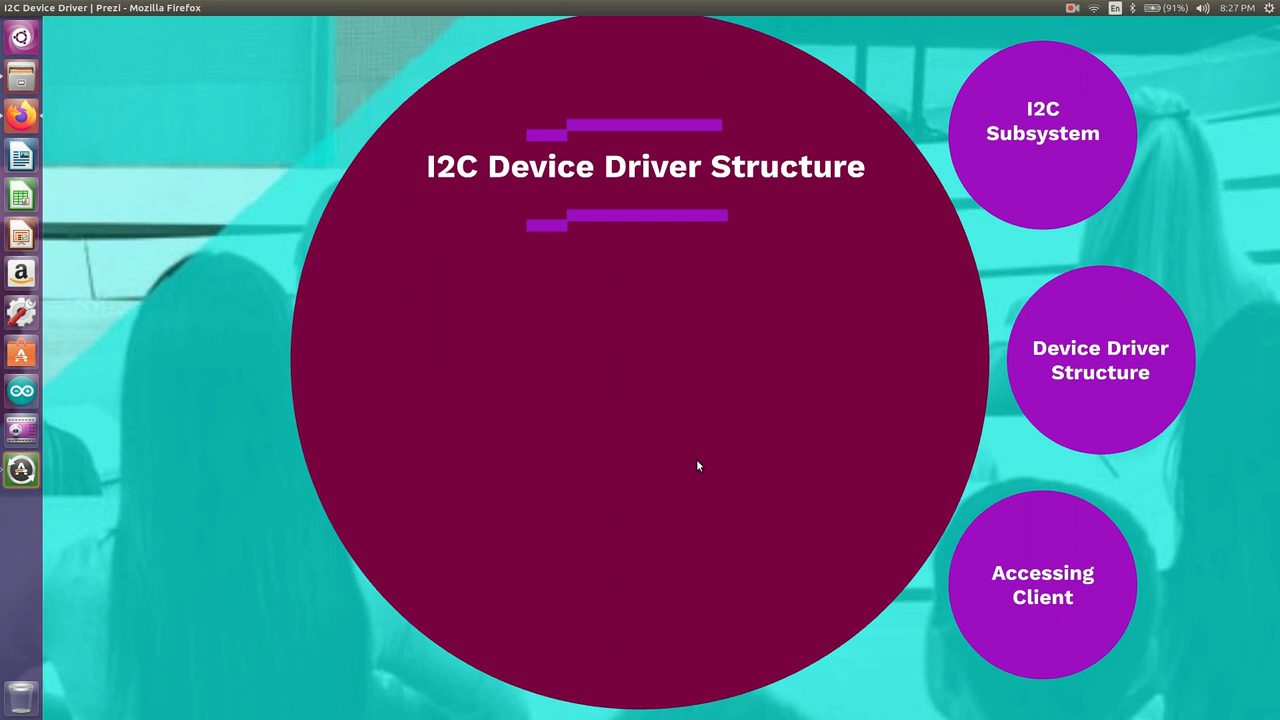 I2C Device Driver | Prezi - Mozilla Firefox
En
(91%)
8:27 PM
I2C Device Driver Structure
I2C
Subsystem
Device Driver
Structure
Accessing
Client